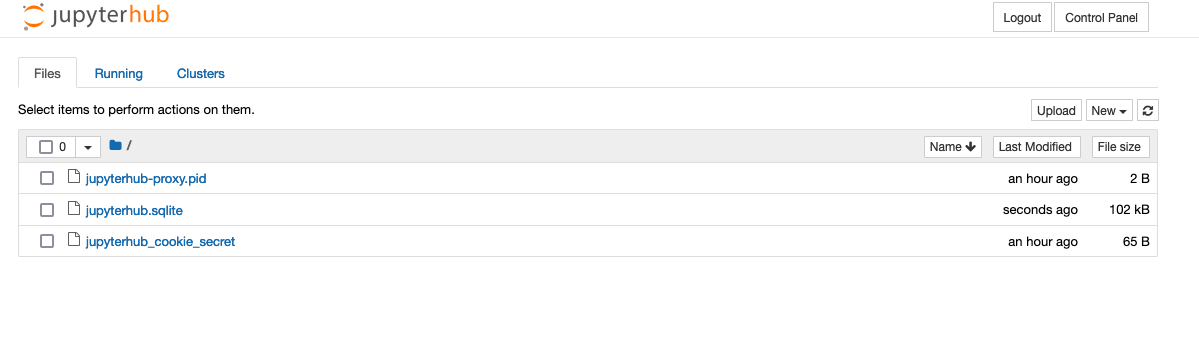 jupyterhub Logout Control Panel
Files Running Clusters
Select items to perform actions on them. Upload New
0 / Name Last Modified File size
jupyterhub-proxy.pid an hour ago 2 B
jupyterhub.sqlite seconds ago 102 kB
jupyterhub_cookie_secret an hour ago 65 B